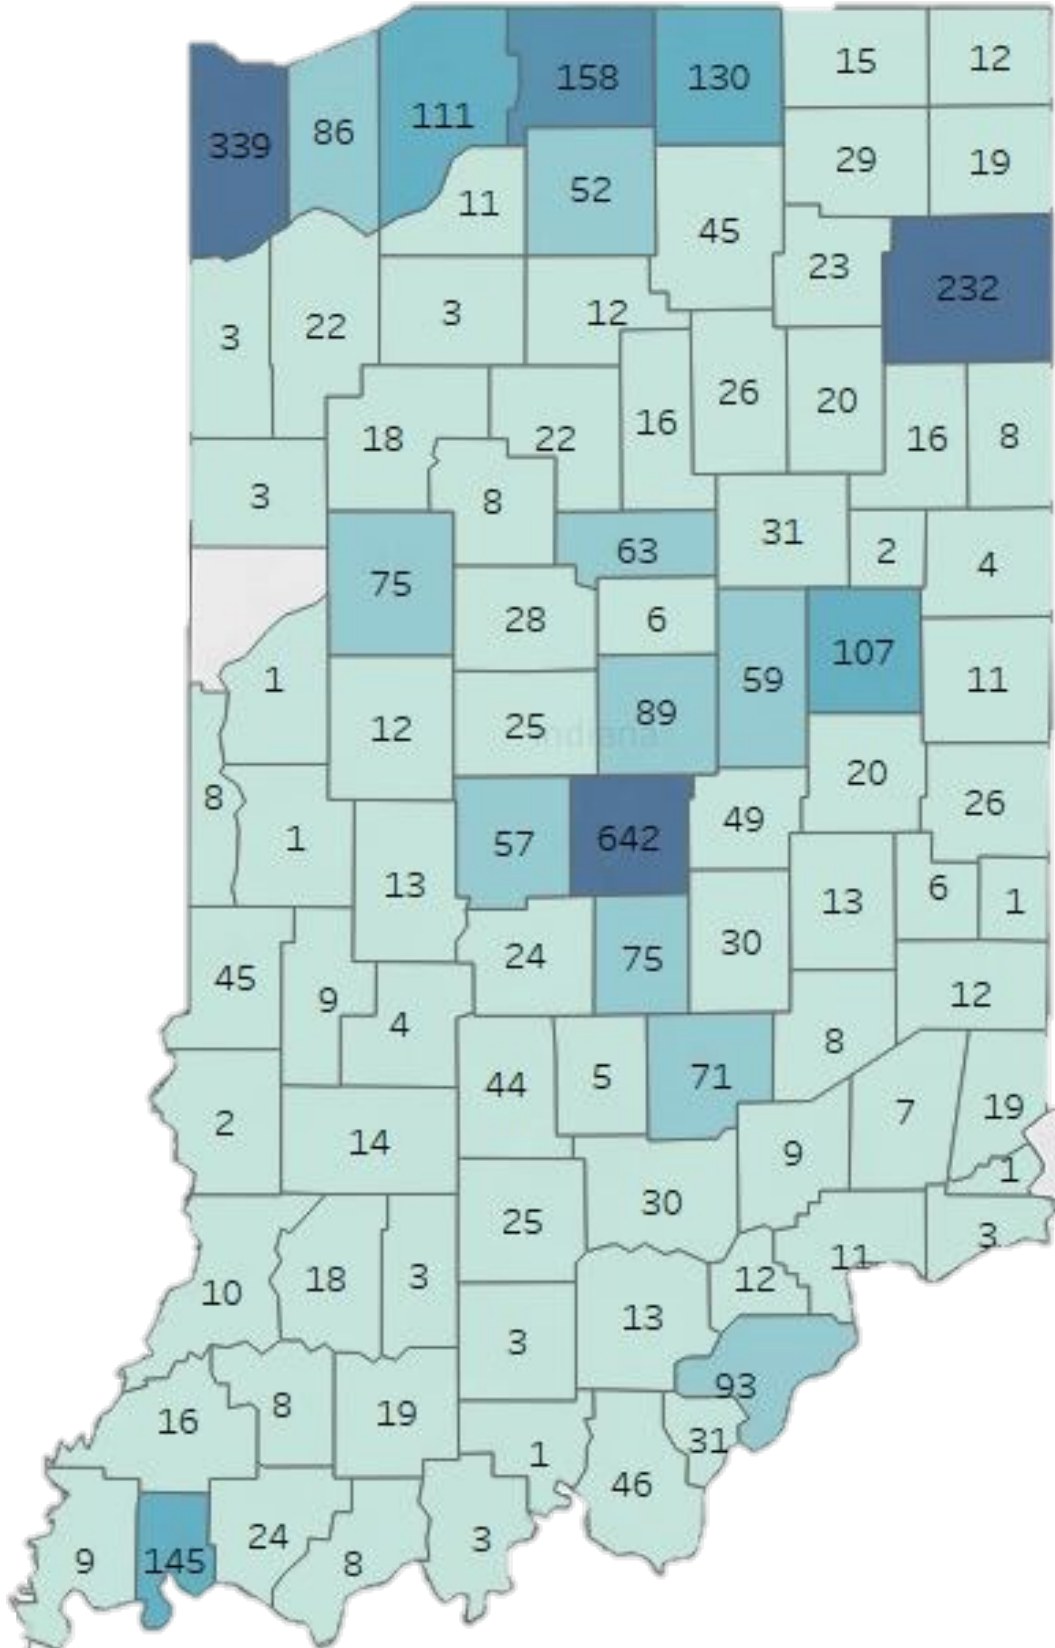 15 12
158 130
339 86 111
29 19
11 52 45
23 232
3 22 3 12
26 20
18 22 16 16 8
3 8
31 2 4
75 63
28 6
107
1 59 11
12 25 89
Indiana
20
8 26
1 57 642 49
13 13 6 1
45 24 75 30
9 4 12
8
44 5 71
2 14 7 19
9 1
25 30
3
10 18 3 12 11
3 13
93
16 8 19
1 31
46
9 145 24 8 3